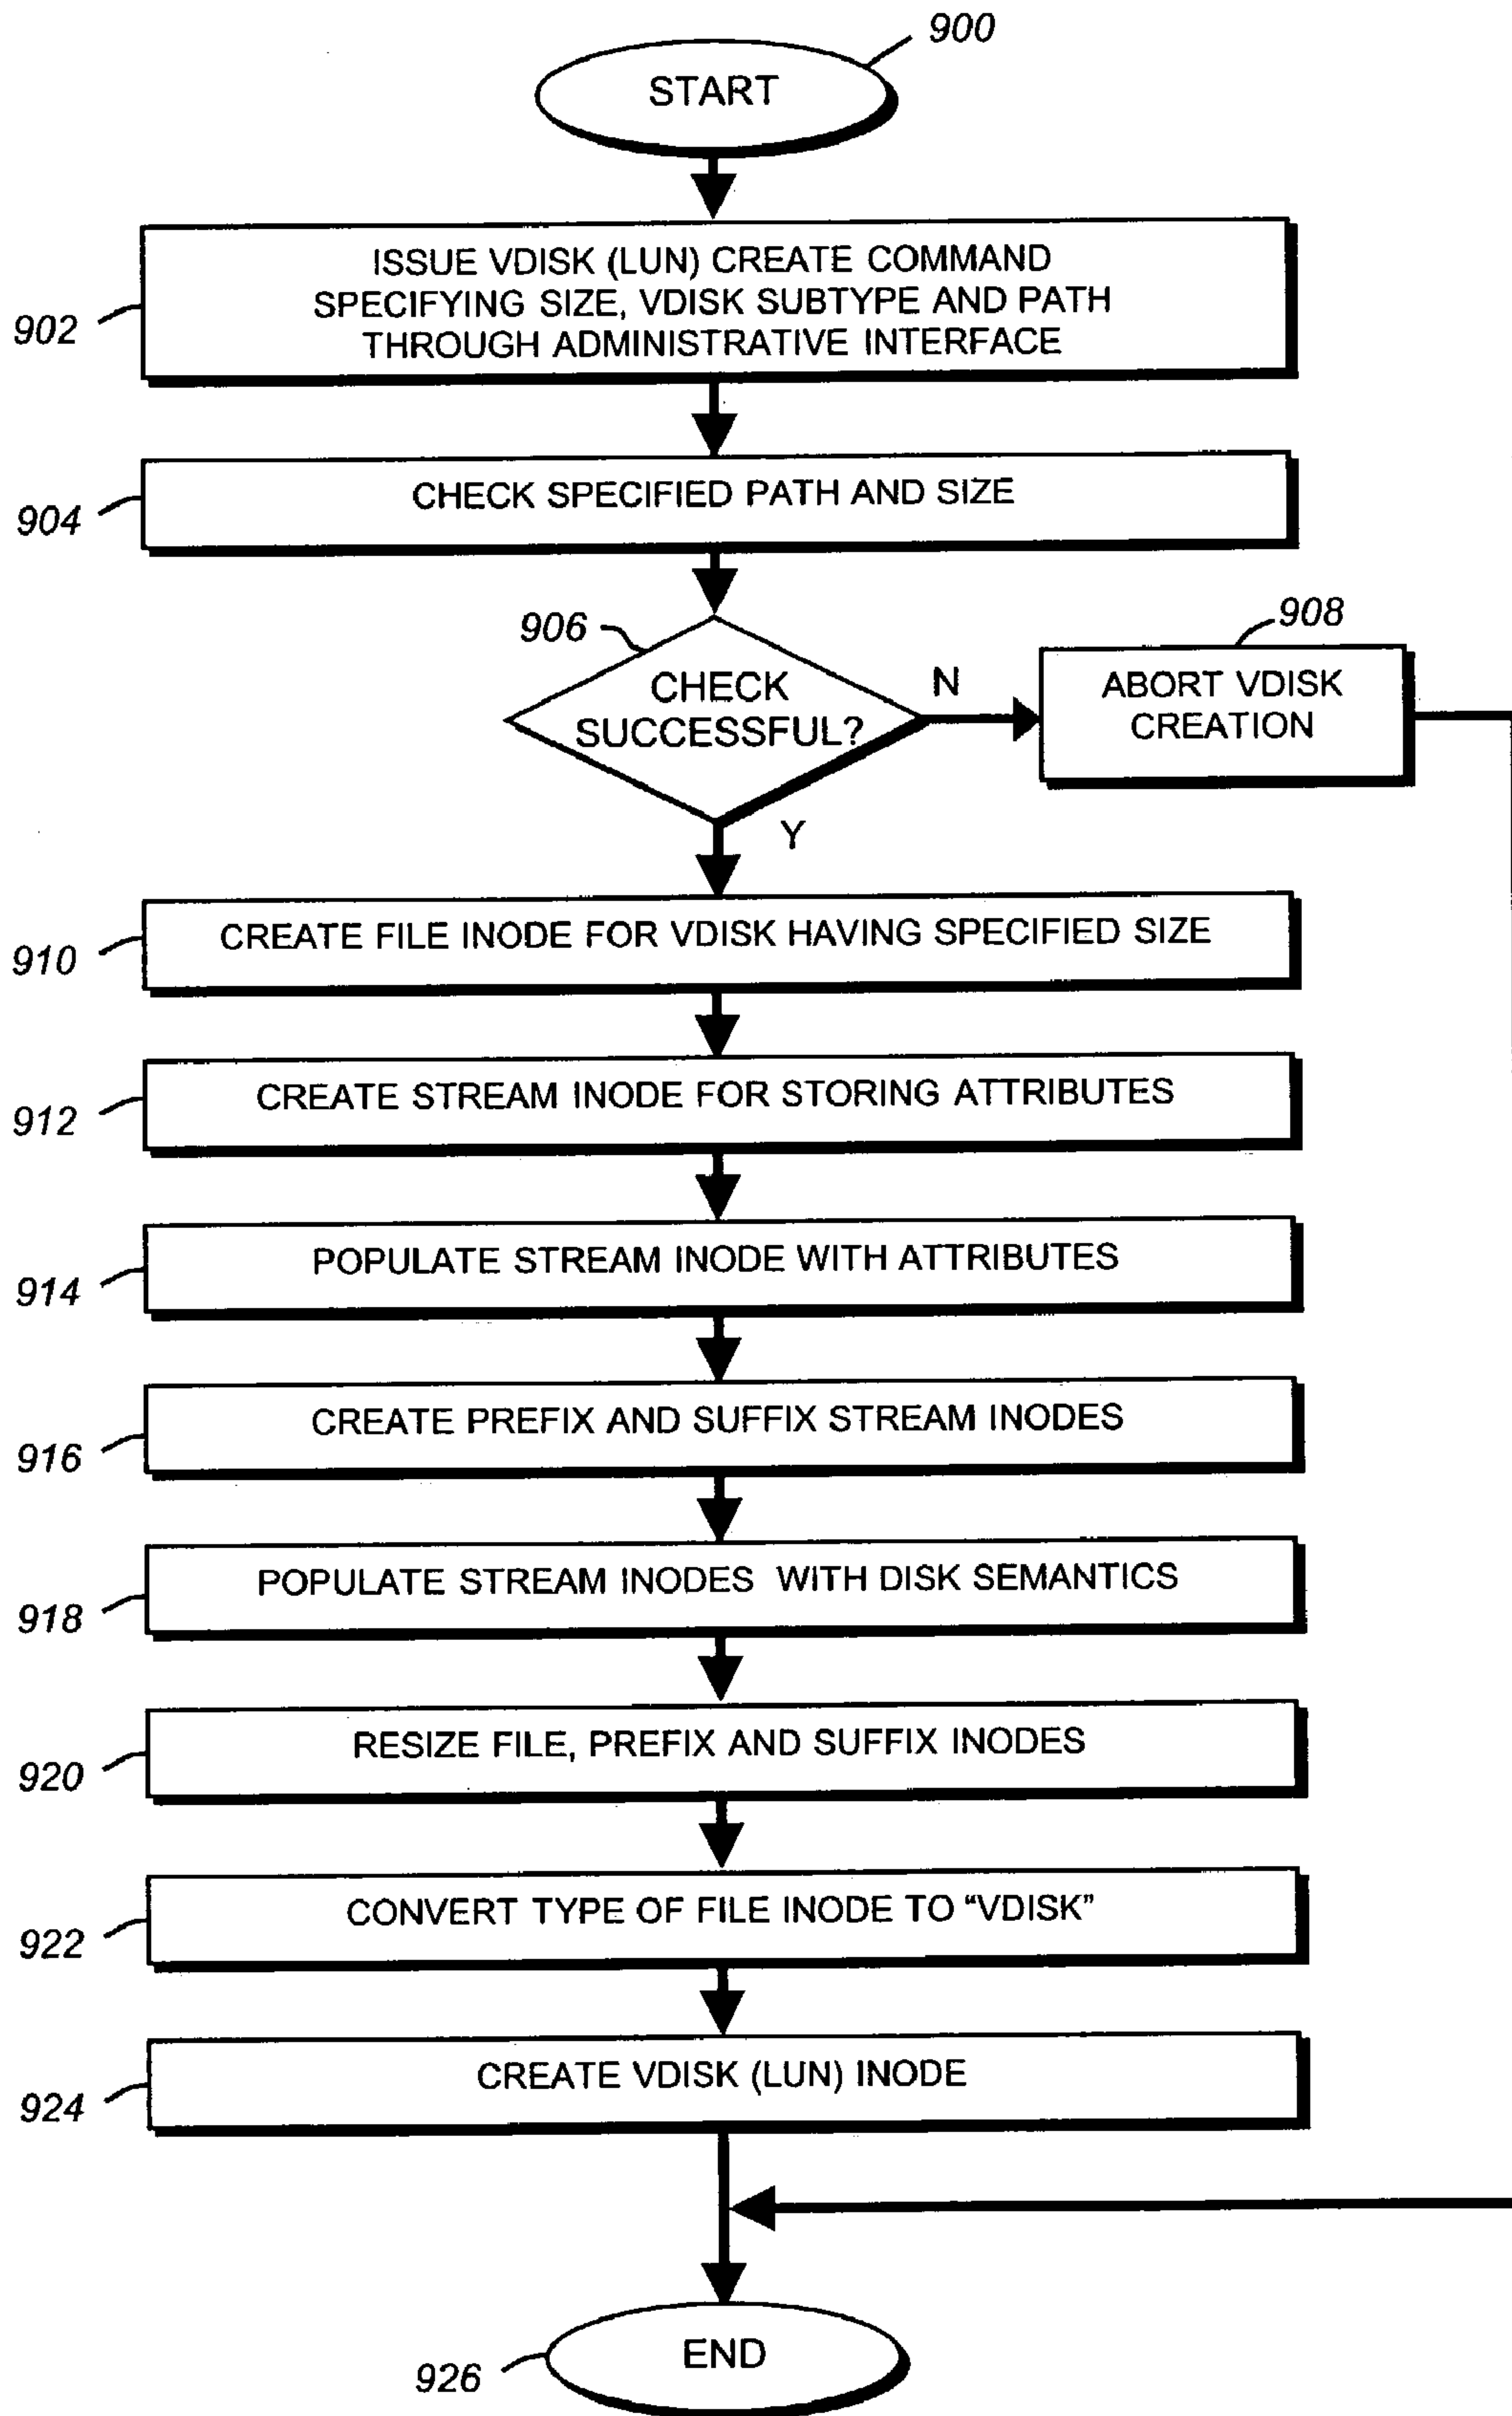 900
START
902
ISSUE VDISK (LUN) CREATE COMMAND
SPECIFYING SIZE, VDISK SUBTYPE AND PATH
THROUGH ADMINISTRATIVE INTERFACE
904
CHECK SPECIFIED PATH AND SIZE
906
CHECK
SUCCESSFUL?
N
908
ABORT VDISK
CREATION
Y
910
CREATE FILE INODE FOR VDISK HAVING SPECIFIED SIZE
912
CREATE STREAM INODE FOR STORING ATTRIBUTES
914
POPULATE STREAM INODE WITH ATTRIBUTES
916
CREATE PREFIX AND SUFFIX STREAM INODES
918
POPULATE STREAM INODES WITH DISK SEMANTICS
920
RESIZE FILE, PREFIX AND SUFFIX INODES
922
CONVERT TYPE OF FILE INODE TO “VDISK”
924
CREATE VDISK (LUN) INODE
926
END